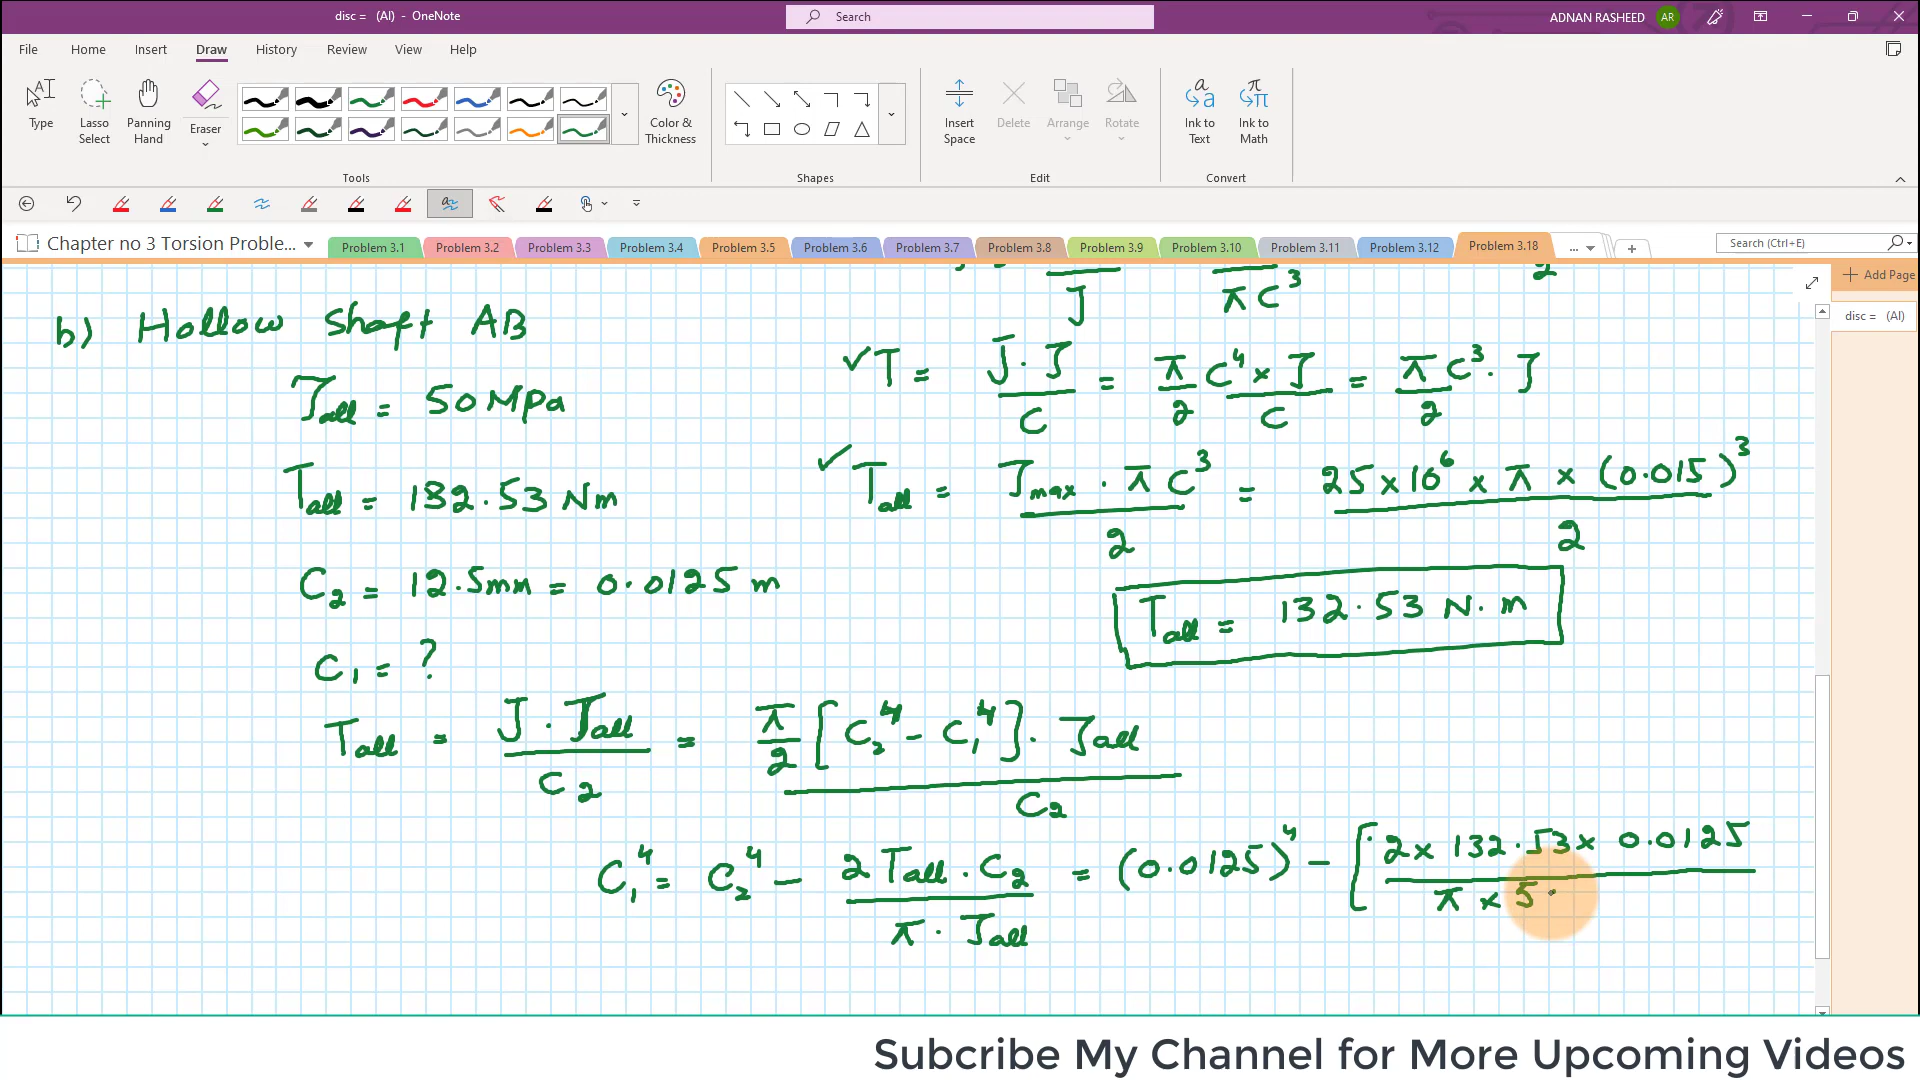 disc = (Al) - OneNote
Search
ADNAN RASHEED AR
File Home Insert Draw History Review View Help
Type
Lasso Select
Panning Hand
Eraser
Color & Thickness
Insert Space
Delete
Arrange
Rotate
Ink to Text
Ink to Math
Tools Shapes Edit Convert
Chapter no 3 Torsion Proble...
Problem 3.1 Problem 3.2 Problem 3.3 Problem 3.4 Problem 3.5 Problem 3.6 Problem 3.7 Problem 3.8 Problem 3.9 Problem 3.10 Problem 3.11 Problem 3.12 Problem 3.18 ...
Search (Ctrl+E)
Add Page
disc = (Al)
J πC³ 2
b) Hollow Shaft AB
✓T = J·τ / C = π/2 C⁴ × τ / C = π/2 C³·τ
τall = 50 MPa
✓Tall = τmax · πC³ / 2 = 25×10⁶ × π × (0.015)³ / 2
Tall = 132.53 Nm
C₂ = 12.5mm = 0.0125 m
Tall = 132.53 N.m
C₁ = ?
Tall = J · τall / C₂ = π/2 [C₂⁴ - C₁⁴] · τall / C₂
C₁⁴ = C₂⁴ - 2Tall·C₂ / π·τall = (0.0125)⁴ - [2× 132.53× 0.0125 / π × 5
Subcribe My Channel for More Upcoming Videos